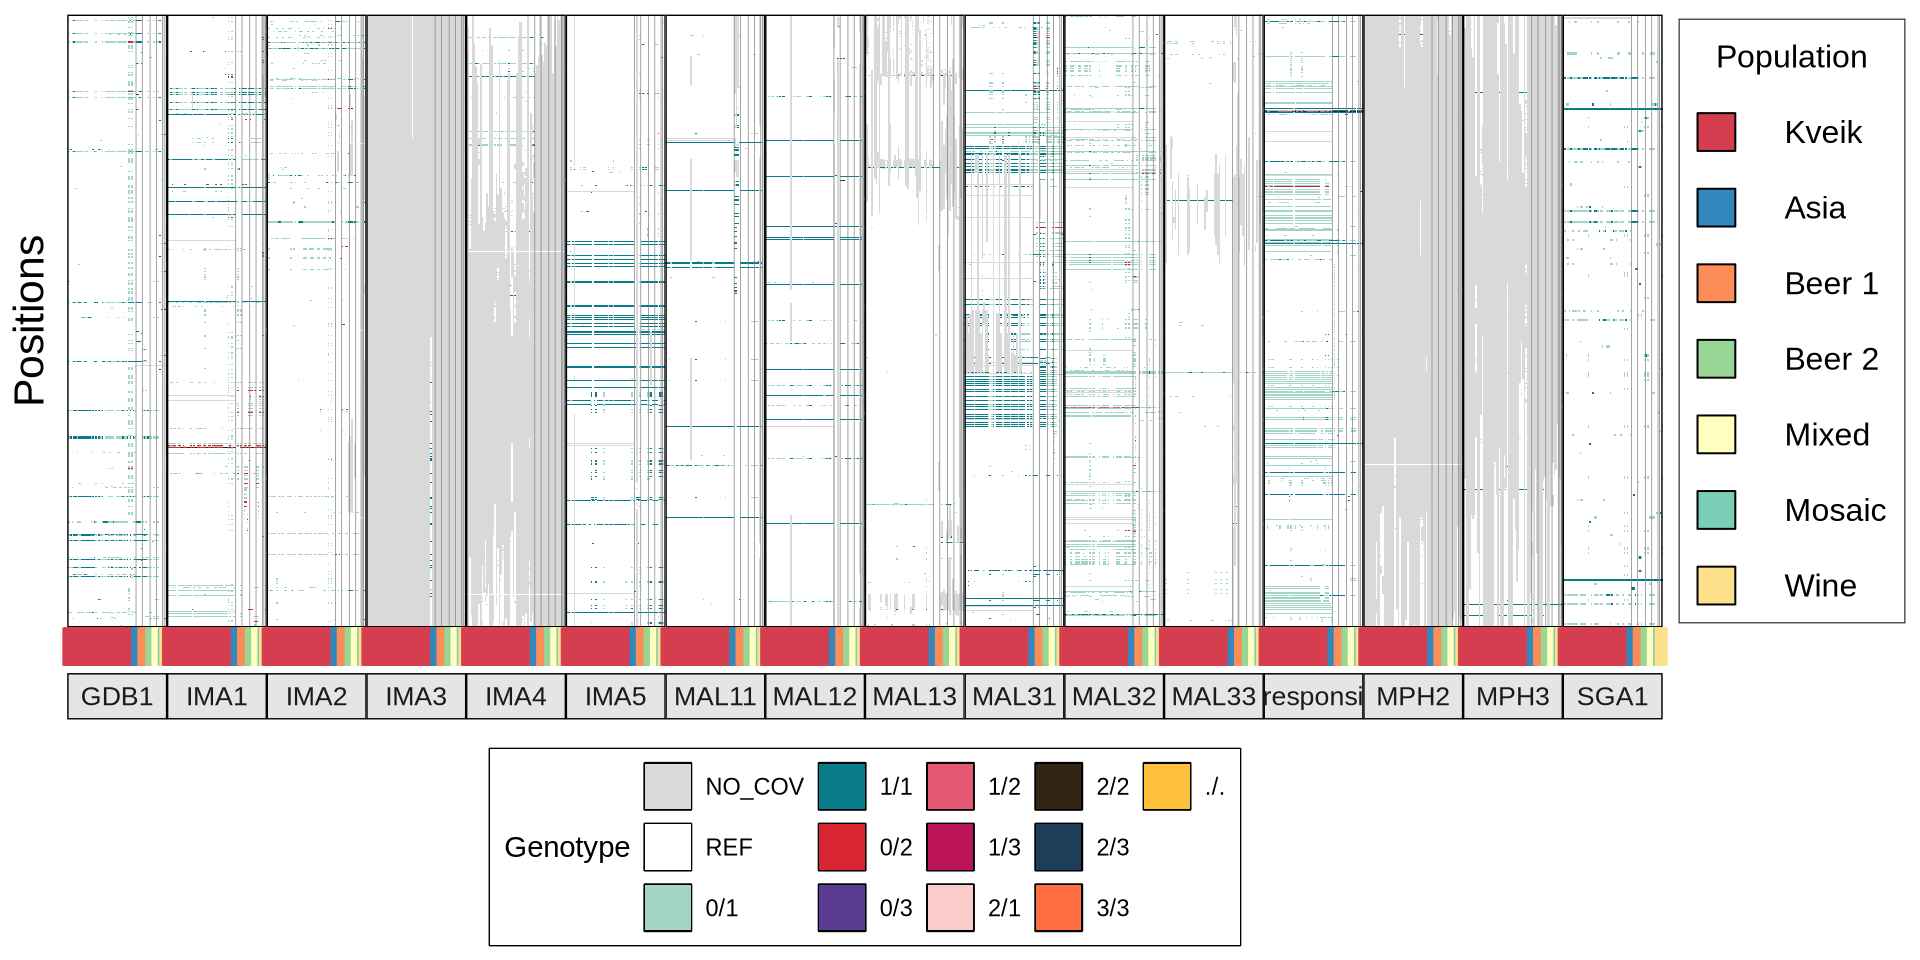 Positions
Population
Kveik
Asia
Beer 1
Beer 2
Mixed
Mosaic
Wine
GDB1 IMA1 IMA2 IMA3 IMA4 IMA5 MAL11 MAL12 MAL13 MAL31 MAL32 MAL33 responsi MPH2 MPH3 SGA1
Genotype
NO_COV 1/1 1/2 2/2 ./.
REF 0/2 1/3 2/3
0/1 0/3 2/1 3/3